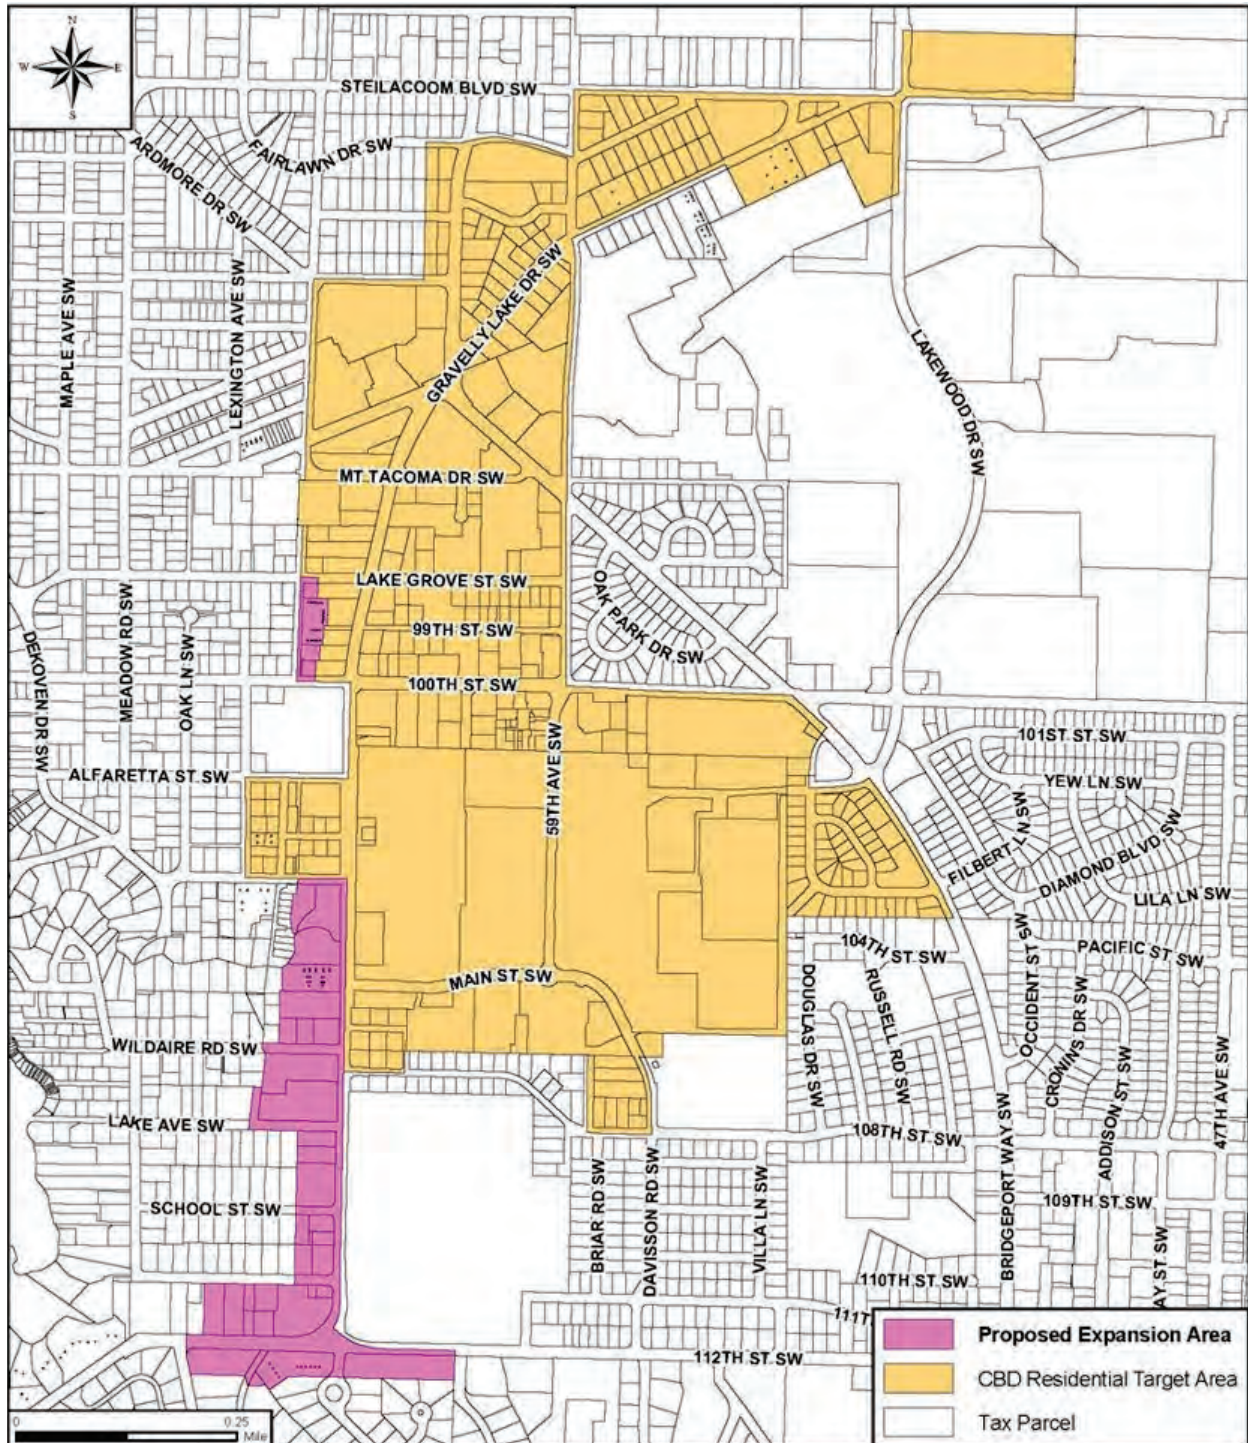 N
W E
S
STEILACOOM BLVD SW
FAIRLAWN DR SW
ARDMORE DR SW
MAPLE AVE SW
LEXINGTON AVE SW
GRAVELLY LAKE DR SW
LAKEWOOD DR SW
MT TACOMA DR SW
LAKE GROVE ST SW
OAK PARK DR SW
99TH ST SW
100TH ST SW
DEKOVEN DR SW
MEADOW RD SW
OAK LN SW
ALFARETTA ST SW
59TH AVE SW
101ST ST SW
YEW LN SW
FILBERT LN SW
DIAMOND BLVD SW
LILA LN SW
PACIFIC ST SW
104TH ST SW
MAIN ST SW
DOUGLAS DR SW
RUSSELL RD SW
OCCIDENT ST SW
CRONINS DR SW
ADDISON ST SW
47TH AVE SW
WILDAIRE RD SW
LAKE AVE SW
108TH ST SW
BRIDGEPORT WAY SW
SCHOOL ST SW
BRIAR RD SW
DAVISSON RD SW
VILLA LN SW
109TH ST SW
110TH ST SW
AY ST SW
111T
112TH ST SW
Proposed Expansion Area
CBD Residential Target Area
Tax Parcel
0 0.25
Mile